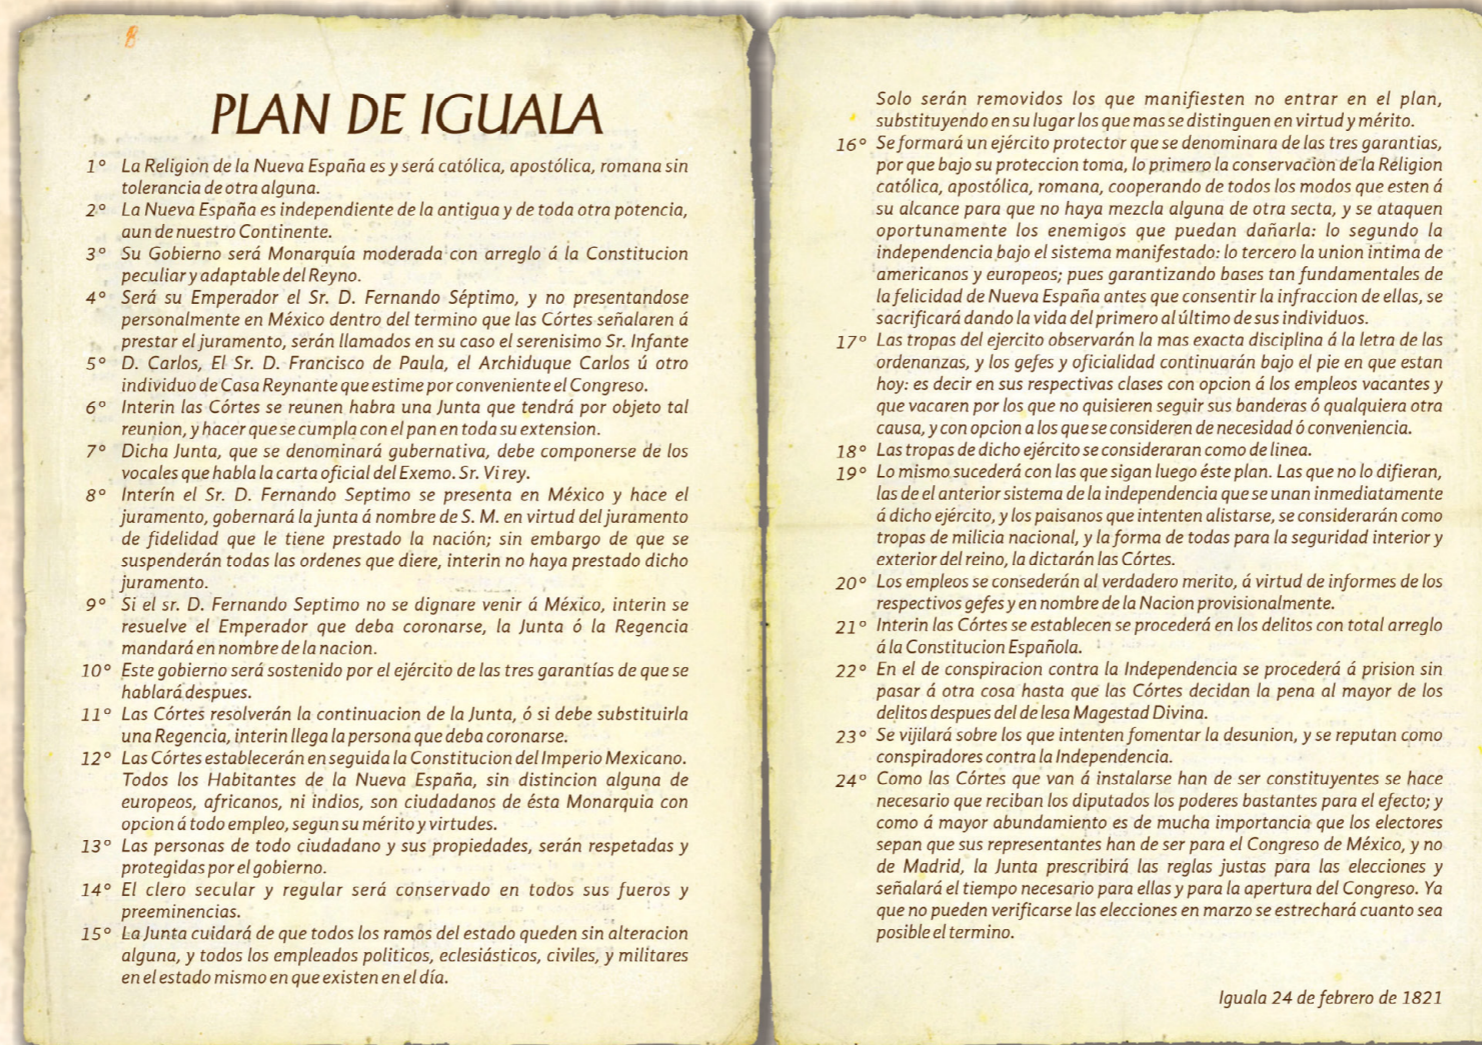 PLAN DE IGUALA
1° La Religion de la Nueva España es y será católica, apostólica, romana sin
tolerancia de otra alguna.
2° La Nueva España es independiente de la antigua y de toda otra potencia,
aun de nuestro Continente.
3° Su Gobierno será Monarquía moderada con arreglo á la Constitucion
peculiar y adaptable del Reyno.
4° Será su Emperador el Sr. D. Fernando Séptimo, y no presentandose
personalmente en México dentro del termino que las Córtes señalaren á
prestar el juramento, serán llamados en su caso el serenisimo Sr. Infante
5° D. Carlos, El Sr. D. Francisco de Paula, el Archiduque Carlos ú otro
individuo de Casa Reynante que estime por conveniente el Congreso.
6° Interin las Córtes se reunen habra una Junta que tendrá por objeto tal
reunion, y hacer que se cumpla con el pan en toda su extension.
7° Dicha Junta, que se denominará gubernativa, debe componerse de los
vocales que habla la carta oficial del Exemo. Sr. Virey.
8° Interín el Sr. D. Fernando Septimo se presenta en México y hace el
juramento, gobernará la junta á nombre de S. M. en virtud del juramento
de fidelidad que le tiene prestado la nación; sin embargo de que se
suspenderán todas las ordenes que diere, interin no haya prestado dicho
juramento.
9° Si el sr. D. Fernando Septimo no se dignare venir á México, interin se
resuelve el Emperador que deba coronarse, la Junta ó la Regencia
mandará en nombre de la nacion.
10° Este gobierno será sostenido por el ejército de las tres garantías de que se
hablará despues.
11° Las Córtes resolverán la continuacion de la Junta, ó si debe substituirla
una Regencia, interin llega la persona que deba coronarse.
12° Las Córtes establecerán en seguida la Constitucion del Imperio Mexicano.
Todos los Habitantes de la Nueva España, sin distincion alguna de
europeos, africanos, ni indios, son ciudadanos de ésta Monarquia con
opcion á todo empleo, segun su mérito y virtudes.
13° Las personas de todo ciudadano y sus propiedades, serán respetadas y
protegidas por el gobierno.
14° El clero secular y regular será conservado en todos sus fueros y
preeminencias.
15° La Junta cuidará de que todos los ramos del estado queden sin alteracion
alguna, y todos los empleados politicos, eclesiásticos, civiles, y militares
en el estado mismo en que existen en el día.
Solo serán removidos los que manifiesten no entrar en el plan,
substituyendo en su lugar los que mas se distinguen en virtud y mérito.
16° Se formará un ejército protector que se denominara de las tres garantias,
por que bajo su proteccion toma, lo primero la conservacion de la Religion
católica, apostólica, romana, cooperando de todos los modos que esten á
su alcance para que no haya mezcla alguna de otra secta, y se ataquen
oportunamente los enemigos que puedan dañarla: lo segundo la
independencia bajo el sistema manifestado: lo tercero la union intima de
americanos y europeos; pues garantizando bases tan fundamentales de
la felicidad de Nueva España antes que consentir la infraccion de ellas, se
sacrificará dando la vida del primero al último de sus individuos.
17° Las tropas del ejercito observarán la mas exacta disciplina á la letra de las
ordenanzas, y los gefes y oficialidad continuarán bajo el pie en que estan
hoy: es decir en sus respectivas clases con opcion á los empleos vacantes y
que vacaren por los que no quisieren seguir sus banderas ó qualquiera otra
causa, y con opcion a los que se consideren de necesidad ó conveniencia.
18° Las tropas de dicho ejército se consideraran como de linea.
19° Lo mismo sucederá con las que sigan luego éste plan. Las que no lo difieran,
las de el anterior sistema de la independencia que se unan inmediatamente
á dicho ejército, y los paisanos que intenten alistarse, se considerarán como
tropas de milicia nacional, y la forma de todas para la seguridad interior y
exterior del reino, la dictarán las Córtes.
20° Los empleos se consederán al verdadero merito, á virtud de informes de los
respectivos gefes y en nombre de la Nacion provisionalmente.
21° Interin las Córtes se establecen se procederá en los delitos con total arreglo
á la Constitucion Española.
22° En el de conspiracion contra la Independencia se procederá á prision sin
pasar á otra cosa hasta que las Córtes decidan la pena al mayor de los
delitos despues del de lesa Magestad Divina.
23° Se vijilará sobre los que intenten fomentar la desunion, y se reputan como
conspiradores contra la Independencia.
24° Como las Córtes que van á instalarse han de ser constituyentes se hace
necesario que reciban los diputados los poderes bastantes para el efecto; y
como á mayor abundamiento es de mucha importancia que los electores
sepan que sus representantes han de ser para el Congreso de México, y no
de Madrid, la Junta prescribirá las reglas justas para las elecciones y
señalará el tiempo necesario para ellas y para la apertura del Congreso. Ya
que no pueden verificarse las elecciones en marzo se estrechará cuanto sea
posible el termino.
Iguala 24 de febrero de 1821